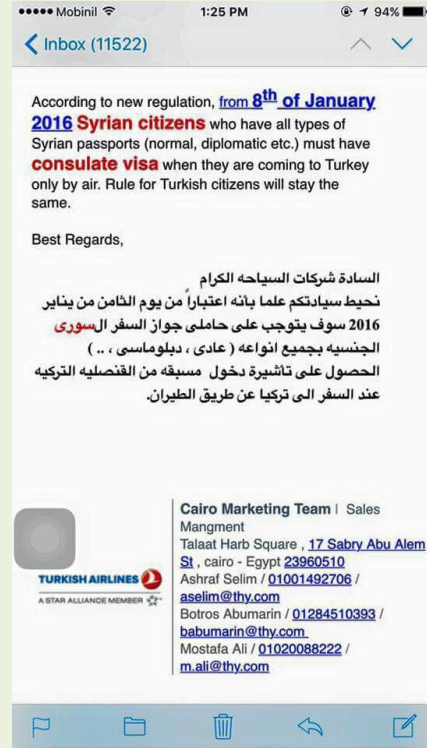 Mobinil
1:25 PM
94%
Inbox (11522)
According to new regulation, from 8th of January
2016 Syrian citizens who have all types of
Syrian passports (normal, diplomatic etc.) must have
consulate visa when they are coming to Turkey
only by air. Rule for Turkish citizens will stay the
same.
Best Regards,
السادة شركات السياحه الكرام
نحيط سيادتكم علما بأنه اعتباراً من يوم الثامن من يناير
2016 سوف يتوجب على حاملى جواز السفر السورى
الجنسيه بجميع انواعه ( عادى ، دبلوماسى ، .. )
الحصول على تأشيرة دخول مسبقه من القنصليه التركيه
عند السفر الى تركيا عن طريق الطيران.
Cairo Marketing Team | Sales
Mangment
Talaat Harb Square , 17 Sabry Abu Alem
St , cairo - Egypt 23960510
Ashraf Selim / 01001492706 /
aselim@thy.com
Botros Abumarin / 01284510393 /
babumarin@thy.com
Mostafa Ali / 01020088222 /
m.ali@thy.com
TURKISH AIRLINES
A STAR ALLIANCE MEMBER